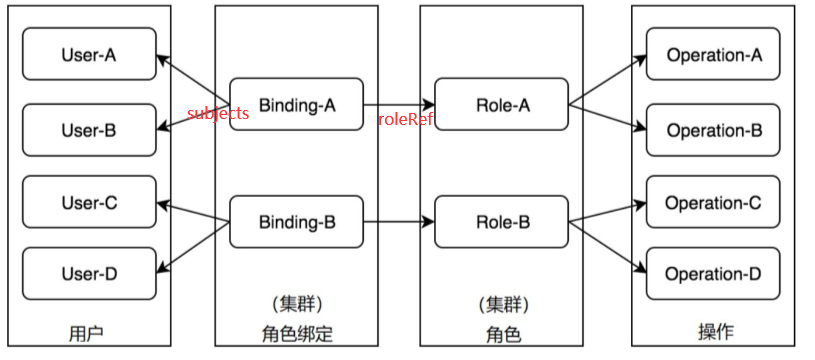 User-A
User-B
User-C
User-D
用户
subjects
Binding-A
Binding-B
（集群）
角色绑定
roleRef
Role-A
Role-B
（集群）
角色
Operation-A
Operation-B
Operation-C
Operation-D
操作